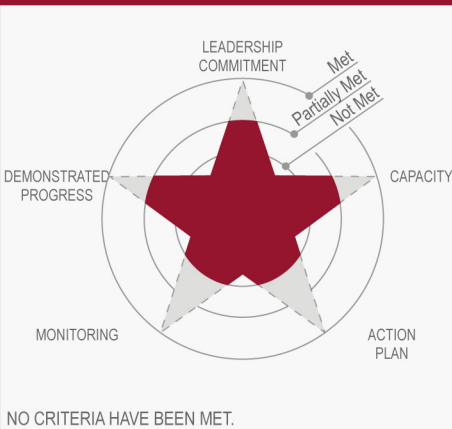 LEADERSHIP
COMMITMENT
Met
Partially Met
Not Met
DEMONSTRATED
PROGRESS
CAPACITY
MONITORING
ACTION
PLAN
NO CRITERIA HAVE BEEN MET.